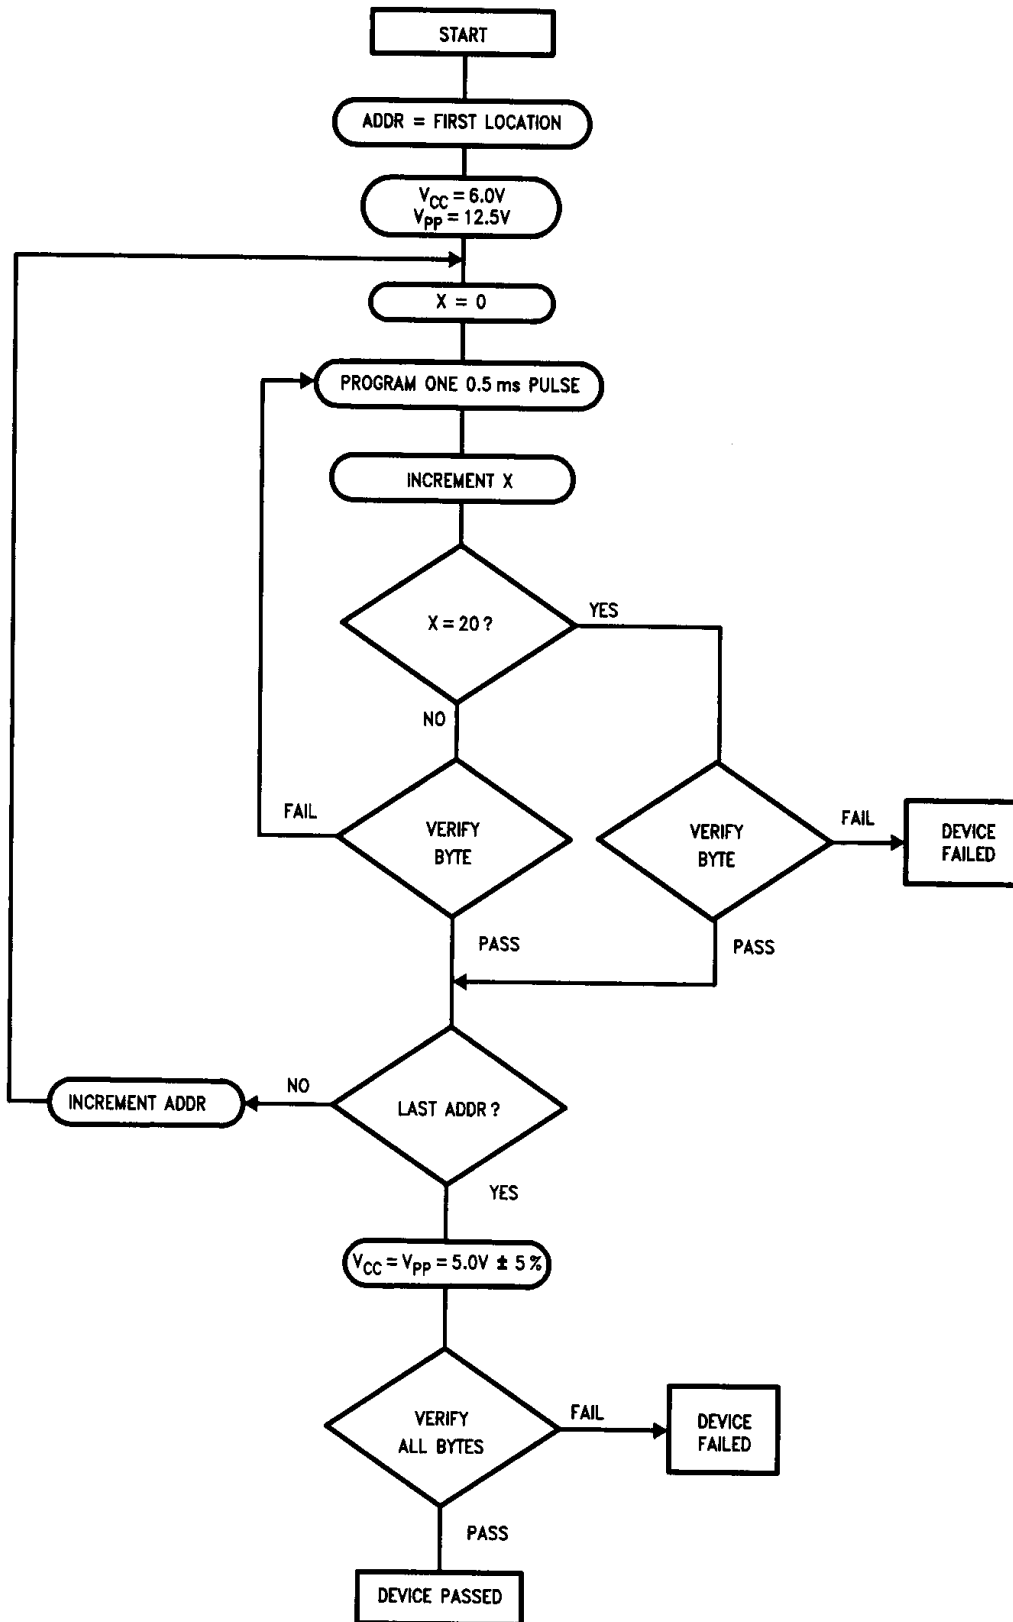 START
ADDR = FIRST LOCATION
VCC = 6.0V
VPP = 12.5V
X = 0
PROGRAM ONE 0.5 ms PULSE
INCREMENT X
X = 20 ?
YES
NO
VERIFY
BYTE
FAIL
PASS
VERIFY
BYTE
FAIL
DEVICE
FAILED
PASS
LAST ADDR ?
NO
INCREMENT ADDR
YES
VCC = VPP = 5.0V ± 5 %
VERIFY
ALL BYTES
FAIL
DEVICE
FAILED
PASS
DEVICE PASSED